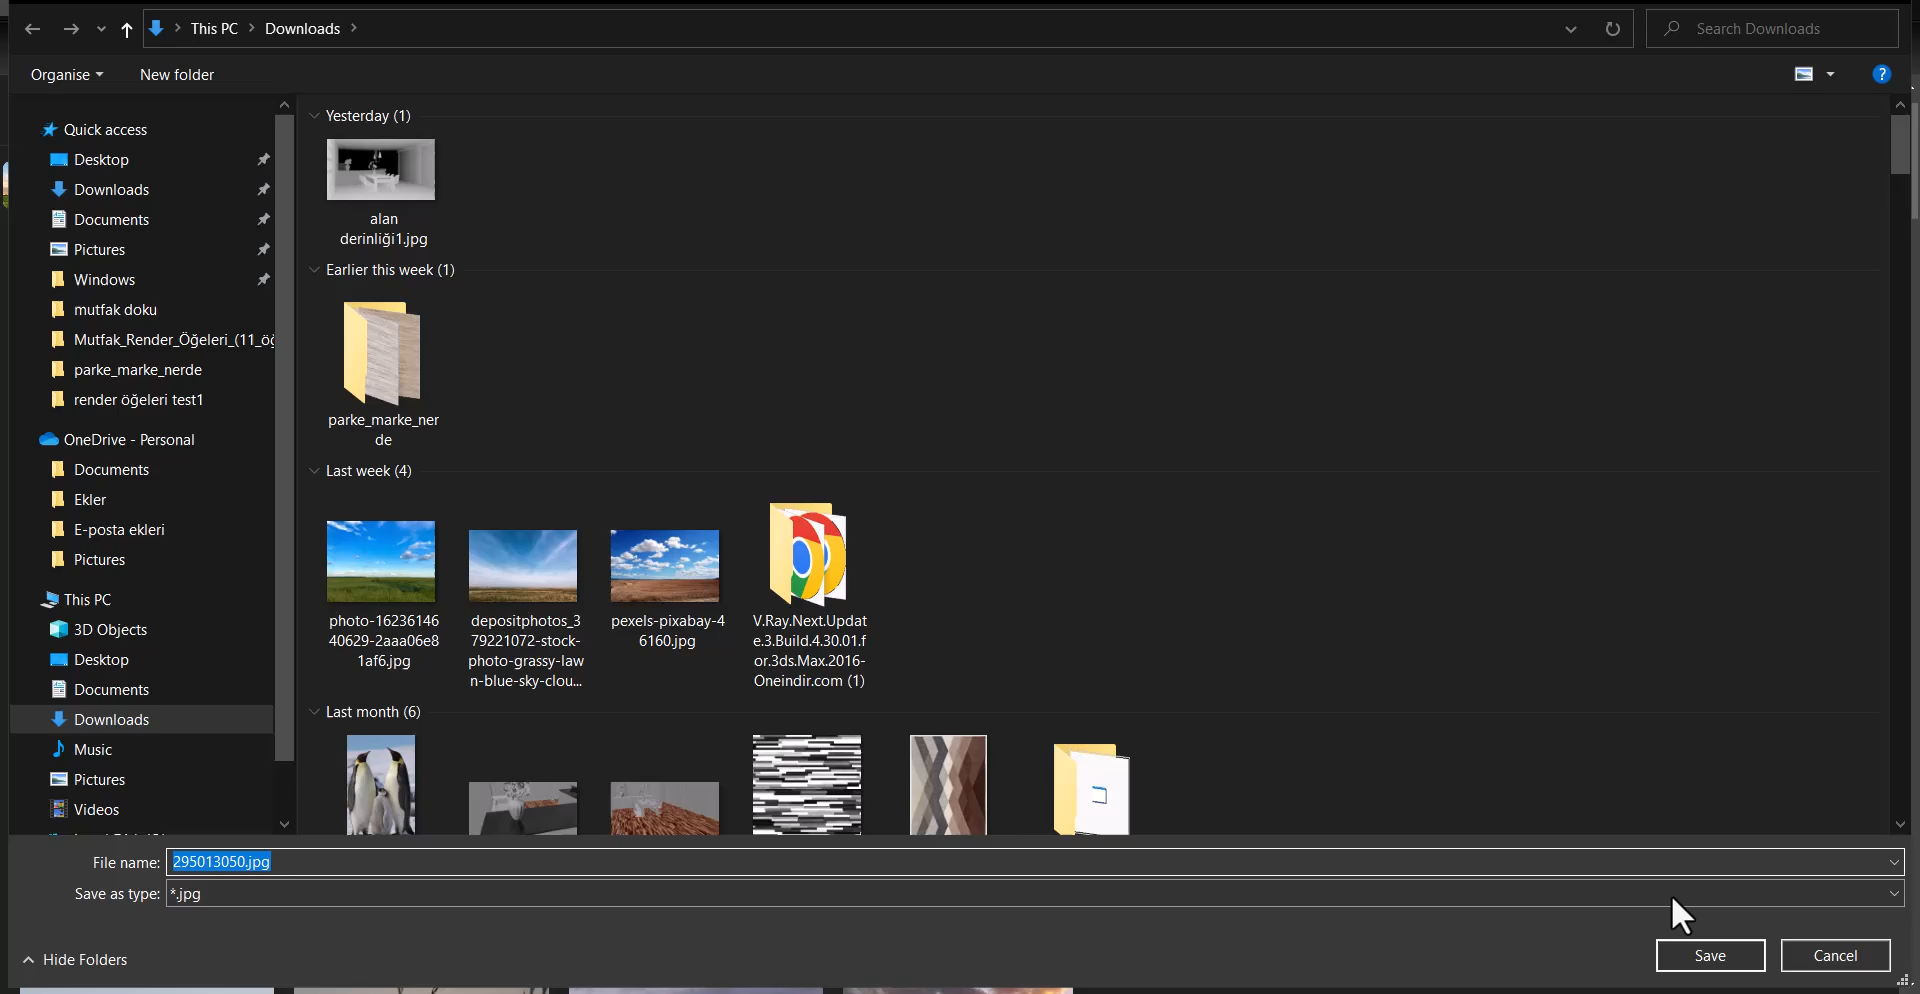 This PC > Downloads >
Search Downloads
Organise
New folder
Quick access
Desktop
Downloads
Documents
Pictures
Windows
mutfak doku
Mutfak_Render_Öğeleri_(11_öğ
parke_marke_nerde
render öğeleri test1
OneDrive - Personal
Documents
Ekler
E-posta ekleri
Pictures
This PC
3D Objects
Desktop
Documents
Downloads
Music
Pictures
Videos
Yesterday (1)
alan
derinliği1.jpg
Earlier this week (1)
parke_marke_ner
de
Last week (4)
photo-16236146
40629-2aaa06e8
1af6.jpg
depositphotos_3
79221072-stock-
photo-grassy-law
n-blue-sky-clou...
pexels-pixabay-4
6160.jpg
V.Ray.Next.Updat
e.3.Build.4.30.01.f
or.3ds.Max.2016-
Oneindir.com (1)
Last month (6)
File name: 295013050.jpg
Save as type: *.jpg
Hide Folders
Save
Cancel